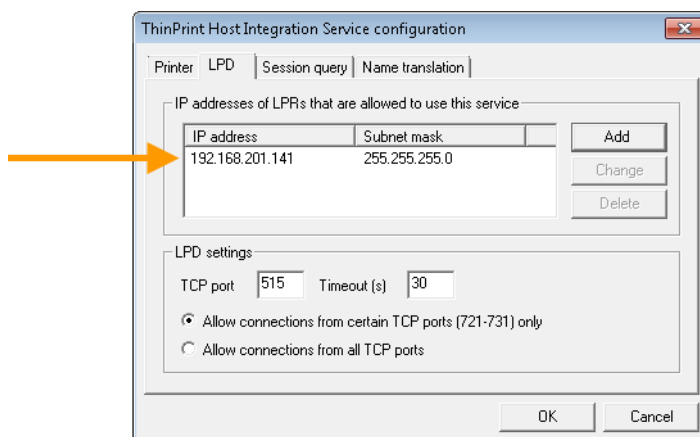 ThinPrint Host Integration Service configuration
Printer LPD Session query Name translation
IP addresses of LPRs that are allowed to use this service
IP address Subnet mask Add
192.168.201.141 255.255.255.0
Change
Delete
LPD settings
TCP port 515 Timeout (s) 30
Allow connections from certain TCP ports (721-731) only
Allow connections from all TCP ports
OK Cancel